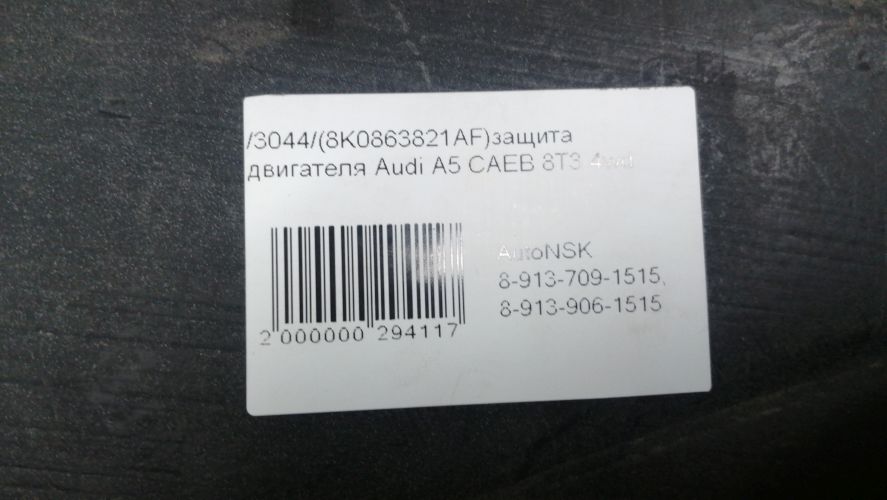 /3044/(8K0863821AF)защита
двигателя Audi A5 CAEB 8T3 4wd
AutoNSK
8-913-709-1515,
8-913-906-1515
2 000000 294117